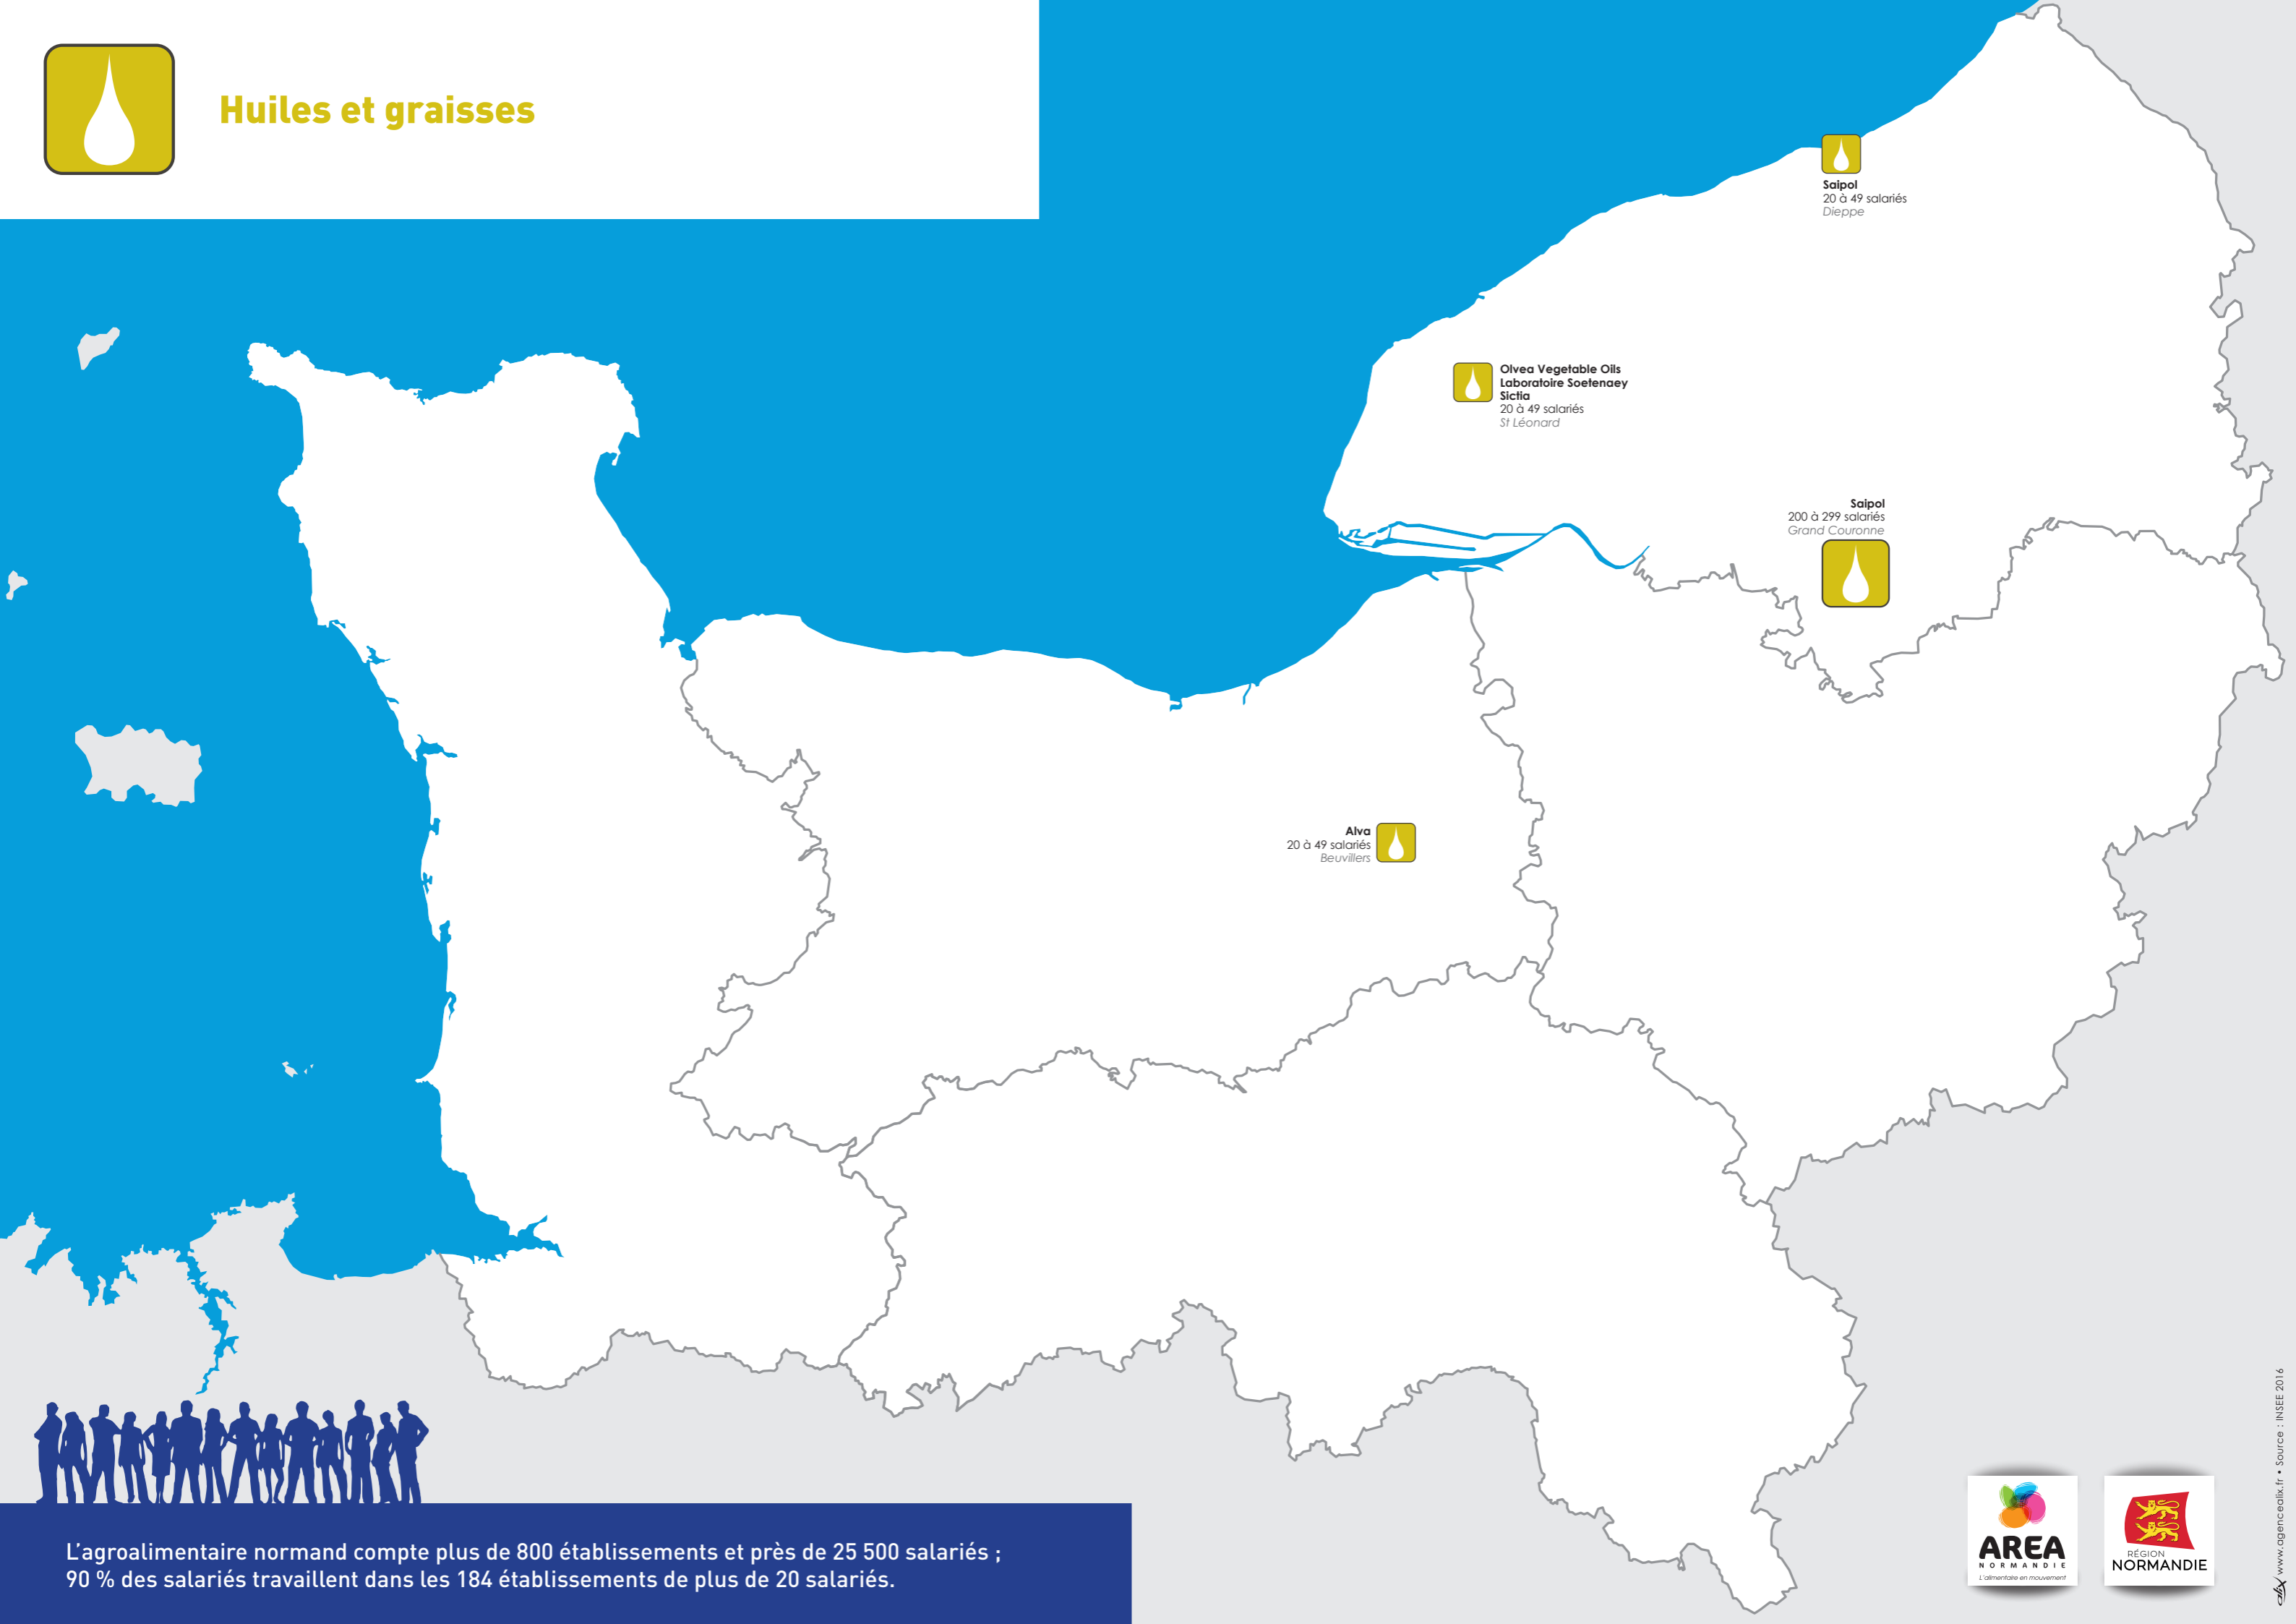 Huiles et graisses
Saipol
20 à 49 salariés
Dieppe
Olvea Vegetable Oils
Laboratoire Soetenaey
Sictia
20 à 49 salariés
St Léonard
Saipol
200 à 299 salariés
Grand Couronne
Alva
20 à 49 salariés
Beuvillers
L'agroalimentaire normand compte plus de 800 établissements et près de 25 500 salariés ;
90 % des salariés travaillent dans les 184 établissements de plus de 20 salariés.
AREA
NORMANDIE
L'alimentaire en mouvement
RÉGION
NORMANDIE
alix www.agencealix.fr • Source : INSEE 2016